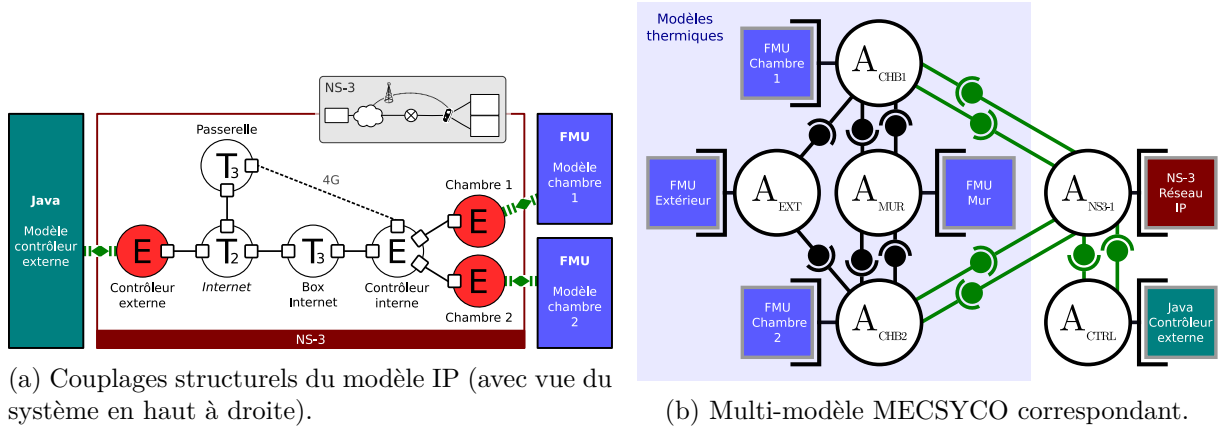 NS-3
Passerelle
T3
4G
Java
Modèle
contrôleur
externe
E
Contrôleur
externe
T2
Internet
T3
Box
Internet
E
Contrôleur
interne
Chambre 1
E
E
Chambre 2
FMU
Modèle
chambre
1
FMU
Modèle
chambre
2
NS-3
(a) Couplages structurels du modèle IP (avec vue du
système en haut à droite).
Modèles
thermiques
FMU
Chambre
1
A CHB1
FMU
Extérieur
A EXT
A MUR
FMU
Mur
A NS3-1
NS-3
Réseau
IP
FMU
Chambre
2
A CHB2
A CTRL
Java
Contrôleur
externe
(b) Multi-modèle MECSYCO correspondant.